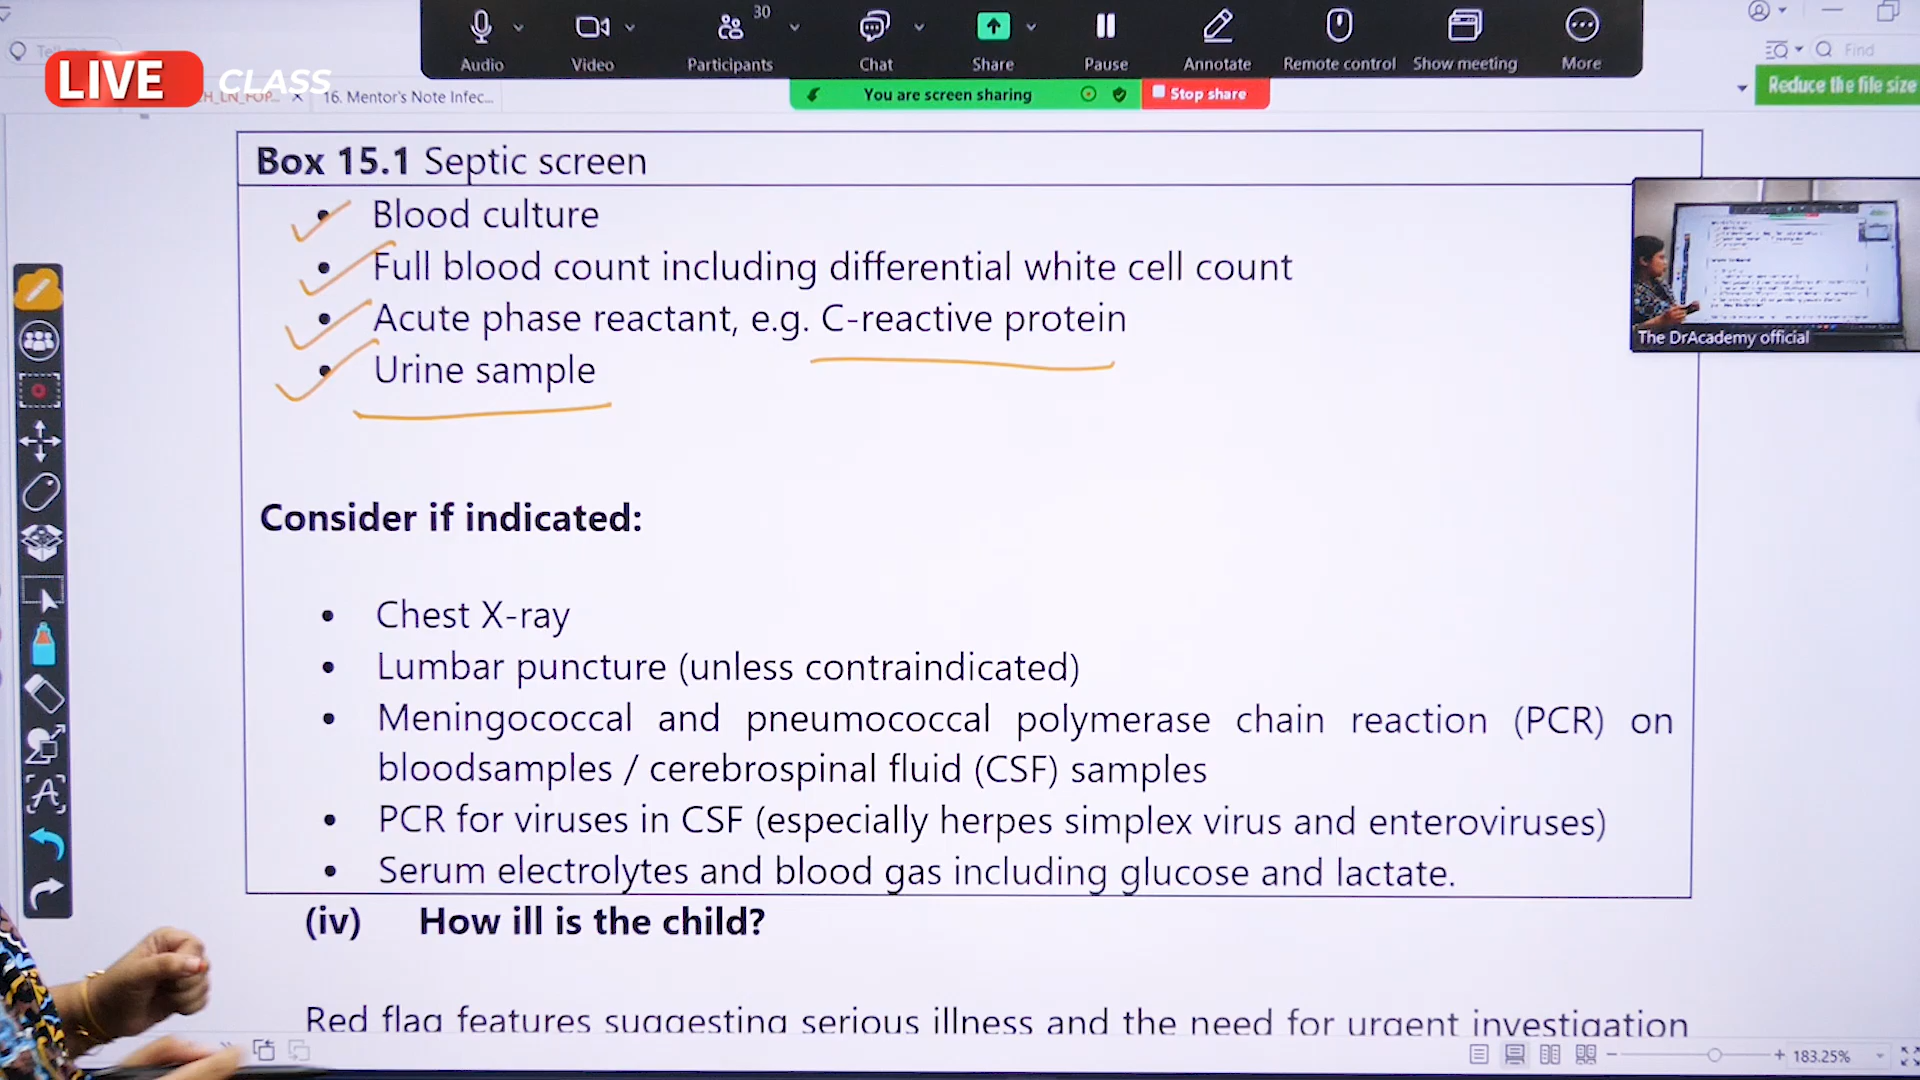 30
Audio
Video
Participants
Chat
Share
Pause
Annotate
Remote control
Show meeting
More
Find
LIVE CLASS
16. Mentor's Note Infec...
You are screen sharing
Stop share
Reduce the file size
Box 15.1 Septic screen
• Blood culture
• Full blood count including differential white cell count
• Acute phase reactant, e.g. C-reactive protein
• Urine sample
The DrAcademy official
Consider if indicated:
• Chest X-ray
• Lumbar puncture (unless contraindicated)
• Meningococcal and pneumococcal polymerase chain reaction (PCR) on
bloodsamples / cerebrospinal fluid (CSF) samples
• PCR for viruses in CSF (especially herpes simplex virus and enteroviruses)
• Serum electrolytes and blood gas including glucose and lactate.
(iv) How ill is the child?
Red flag features suggesting serious illness and the need for urgent investigation
183.25%